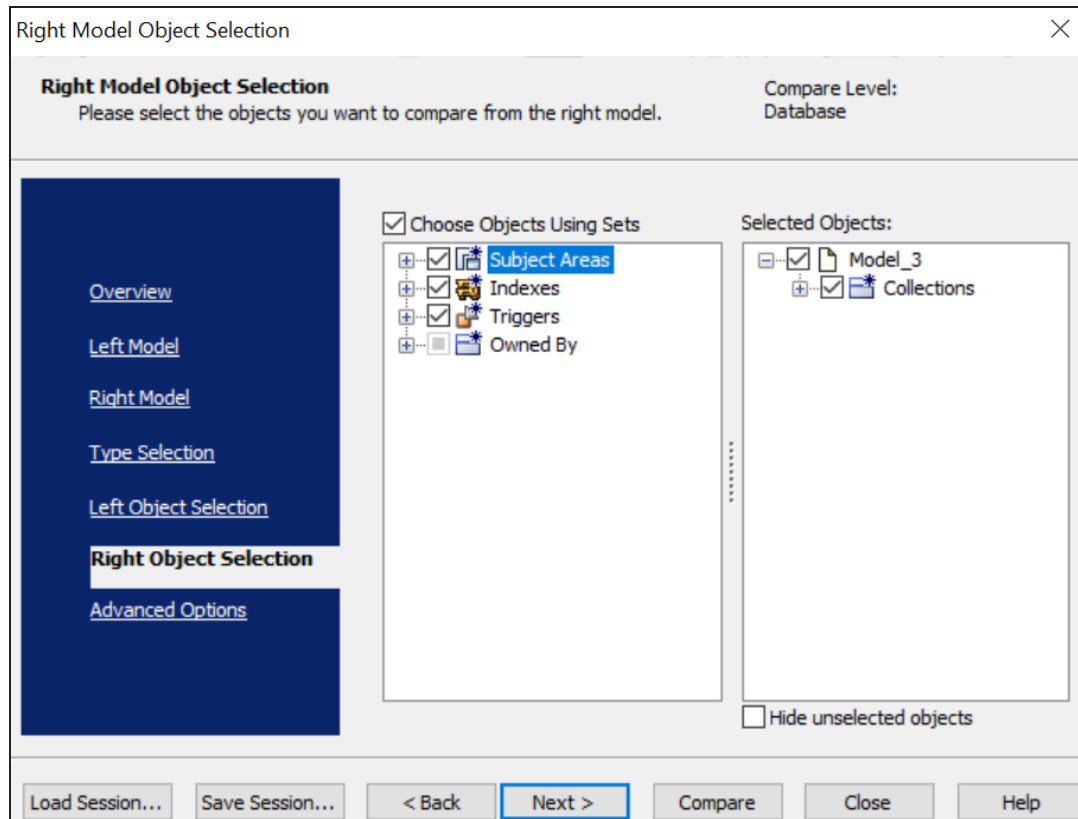 Right Model Object Selection
Right Model Object Selection
Please select the objects you want to compare from the right model.
Compare Level:
Database
Overview
Left Model
Right Model
Type Selection
Left Object Selection
Right Object Selection
Advanced Options
Choose Objects Using Sets
Subject Areas
Indexes
Triggers
Owned By
Selected Objects:
Model_3
Collections
Hide unselected objects
Load Session...
Save Session...
< Back
Next >
Compare
Close
Help